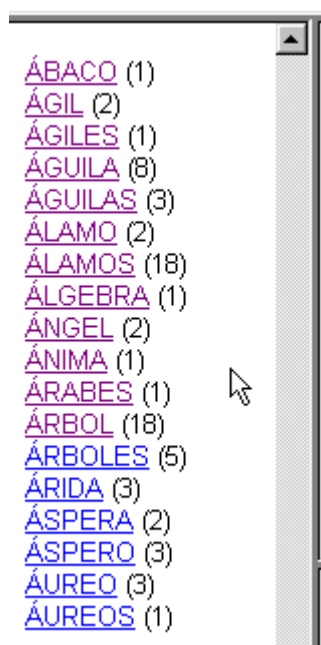 ÁBACO (1)
ÁGIL (2)
ÁGILES (1)
ÁGUILA (8)
ÁGUILAS (3)
ÁLAMO (2)
ÁLAMOS (18)
ÁLGEBRA (1)
ÁNGEL (2)
ÁNIMA (1)
ÁRABES (1)
ÁRBOL (18)
ÁRBOLES (5)
ÁRIDA (3)
ÁSPERA (2)
ÁSPERO (3)
ÁUREO (3)
ÁUREOS (1)